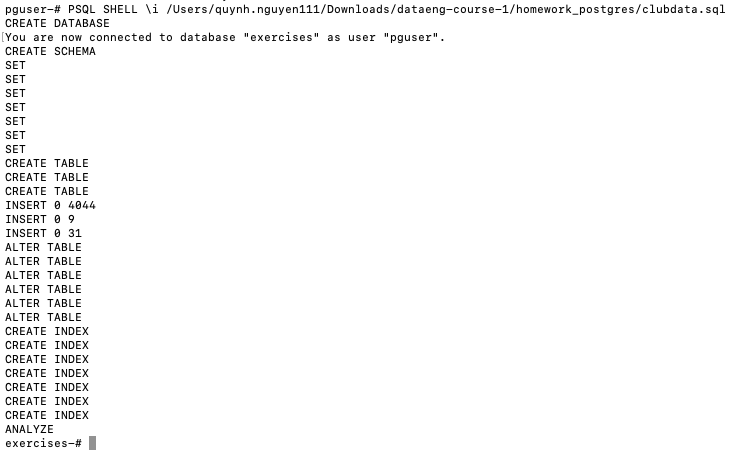 pguser-# PSQL SHELL \i /Users/quynh.nguyen111/Downloads/dataeng-course-1/homework_postgres/clubdata.sql
CREATE DATABASE
You are now connected to database "exercises" as user "pguser".
CREATE SCHEMA
SET
SET
SET
SET
SET
SET
SET
CREATE TABLE
CREATE TABLE
CREATE TABLE
INSERT 0 4044
INSERT 0 9
INSERT 0 31
ALTER TABLE
ALTER TABLE
ALTER TABLE
ALTER TABLE
ALTER TABLE
ALTER TABLE
CREATE INDEX
CREATE INDEX
CREATE INDEX
CREATE INDEX
CREATE INDEX
CREATE INDEX
CREATE INDEX
ANALYZE
exercises-#